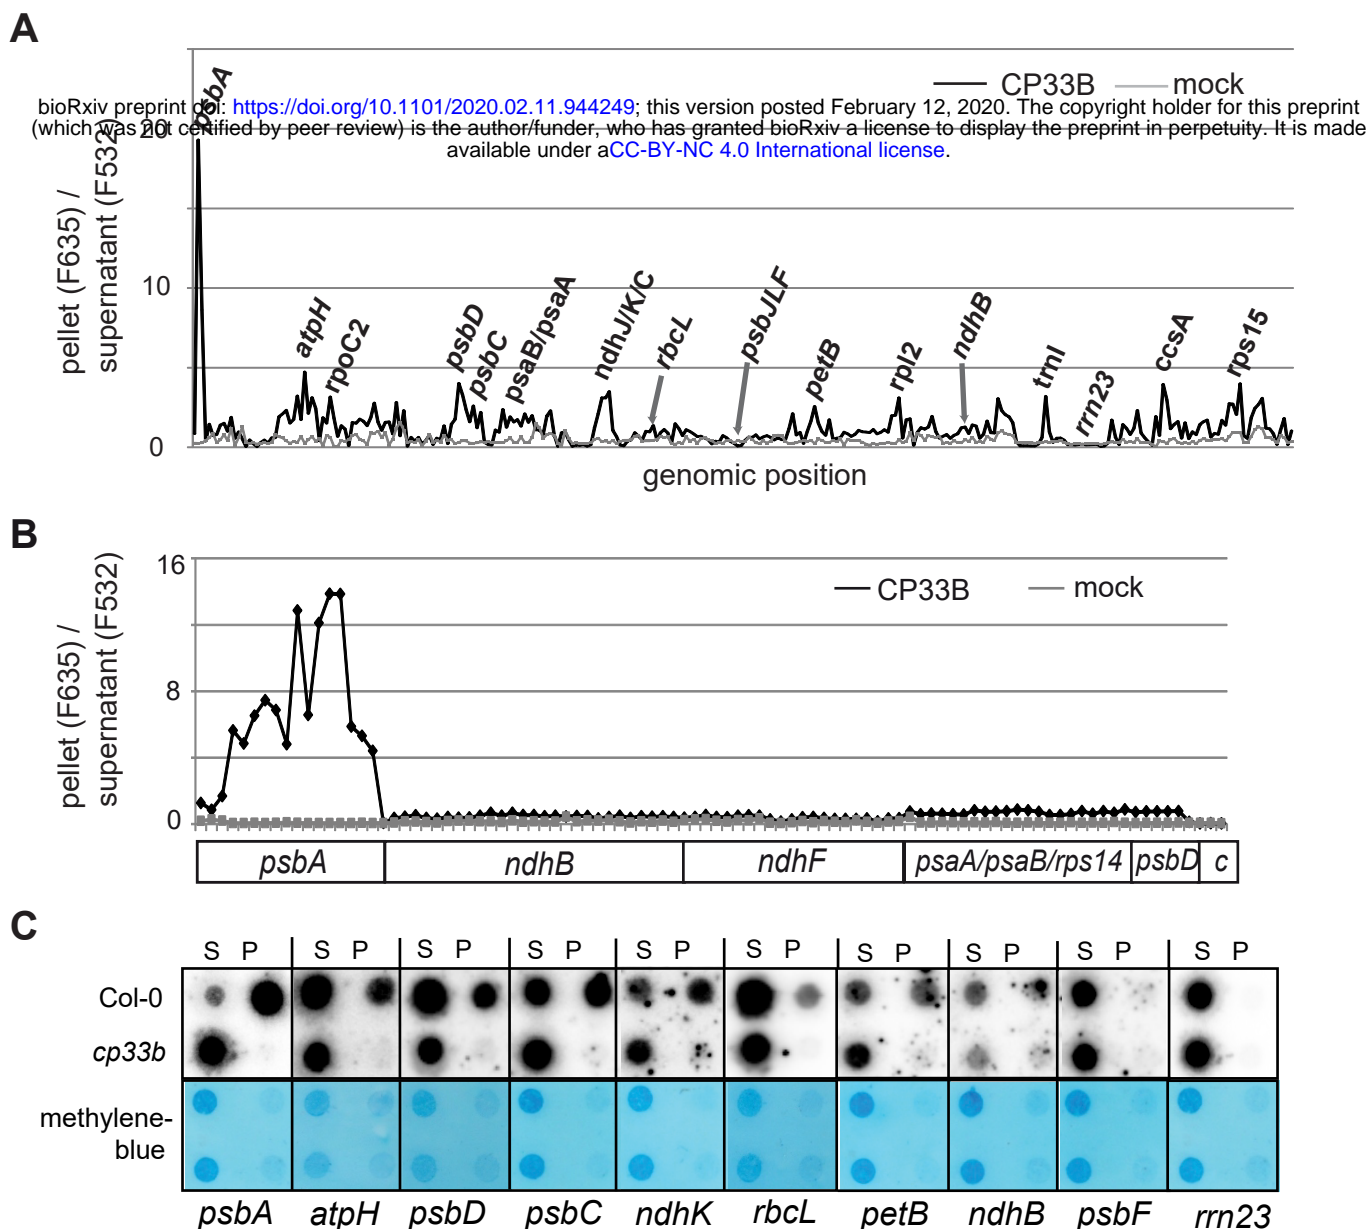 A
CP33B mock
bioRxiv preprint doi: https://doi.org/10.1101/2020.02.11.944249; this version posted February 12, 2020. The copyright holder for this preprint
(which was not certified by peer review) is the author/funder, who has granted bioRxiv a license to display the preprint in perpetuity. It is made
available under aCC-BY-NC 4.0 International license.
pellet (F635) /
supernatant (F532)
20
10
0
psbA
atpH
rpoC2
psbD
psbC
psaB/psaA
ndhJ/K/C
rbcL
psbJLF
petB
rpl2
ndhB
trnI
rrn23
ccsA
rps15
genomic position
B
pellet (F635) /
supernatant (F532)
16
8
0
CP33B mock
psbA ndhB ndhF psaA/psaB/rps14 psbD c
C
S P S P S P S P S P S P S P S P S P S P
Col-0
cp33b
methylene-
blue
psbA atpH psbD psbC ndhK rbcL petB ndhB psbF rrn23